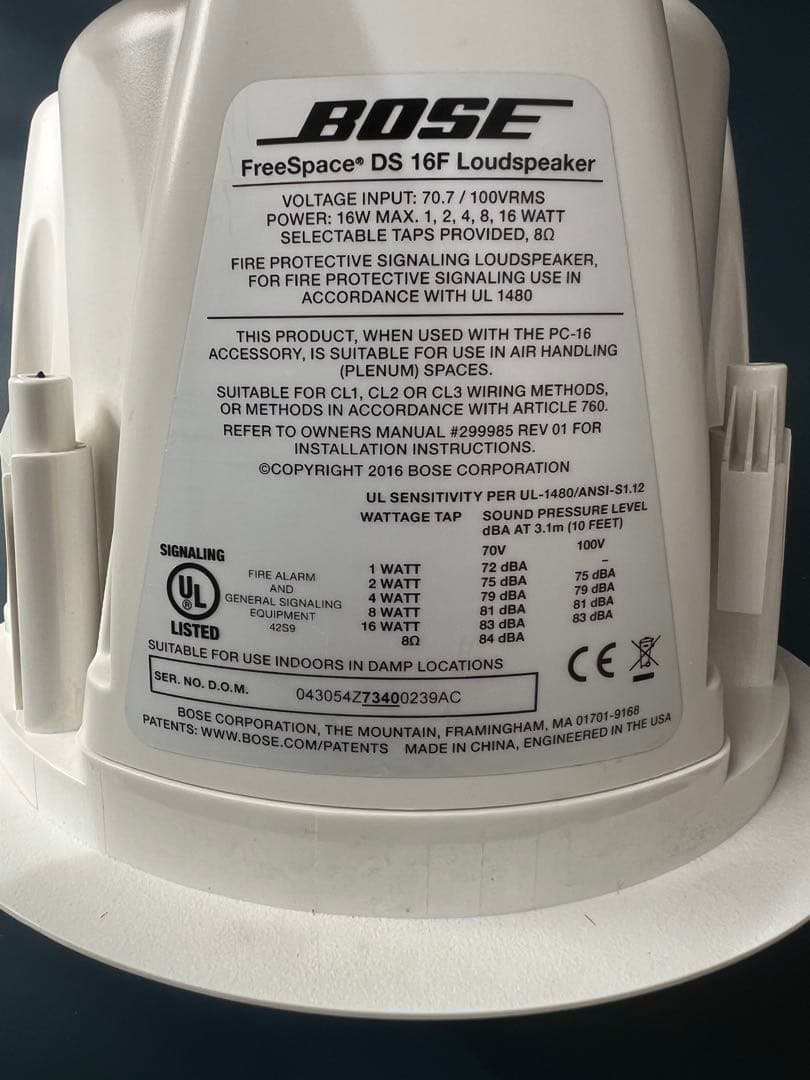 BOSE
FreeSpace® DS 16F Loudspeaker
VOLTAGE INPUT: 70.7 / 100VRMS
POWER: 16W MAX. 1, 2, 4, 8, 16 WATT
SELECTABLE TAPS PROVIDED, 8Ω
FIRE PROTECTIVE SIGNALING LOUDSPEAKER,
FOR FIRE PROTECTIVE SIGNALING USE IN
ACCORDANCE WITH UL 1480
THIS PRODUCT, WHEN USED WITH THE PC-16
ACCESSORY, IS SUITABLE FOR USE IN AIR HANDLING
(PLENUM) SPACES.
SUITABLE FOR CL1, CL2 OR CL3 WIRING METHODS,
OR METHODS IN ACCORDANCE WITH ARTICLE 760.
REFER TO OWNERS MANUAL #299985 REV 01 FOR
INSTALLATION INSTRUCTIONS.
©COPYRIGHT 2016 BOSE CORPORATION
UL SENSITIVITY PER UL-1480/ANSI-S1.12
WATTAGE TAP SOUND PRESSURE LEVEL
dBA AT 3.1m (10 FEET)
70V 100V
1 WATT 72 dBA –
2 WATT 75 dBA 75 dBA
4 WATT 79 dBA 79 dBA
8 WATT 81 dBA 81 dBA
16 WATT 83 dBA 83 dBA
8Ω 84 dBA
SIGNALING
UL®
LISTED
FIRE ALARM
AND
GENERAL SIGNALING
EQUIPMENT
42S9
SUITABLE FOR USE INDOORS IN DAMP LOCATIONS
CE
SER. NO. D.O.M. 043054Z73400239AC
BOSE CORPORATION, THE MOUNTAIN, FRAMINGHAM, MA 01701-9168
PATENTS: WWW.BOSE.COM/PATENTS MADE IN CHINA, ENGINEERED IN THE USA